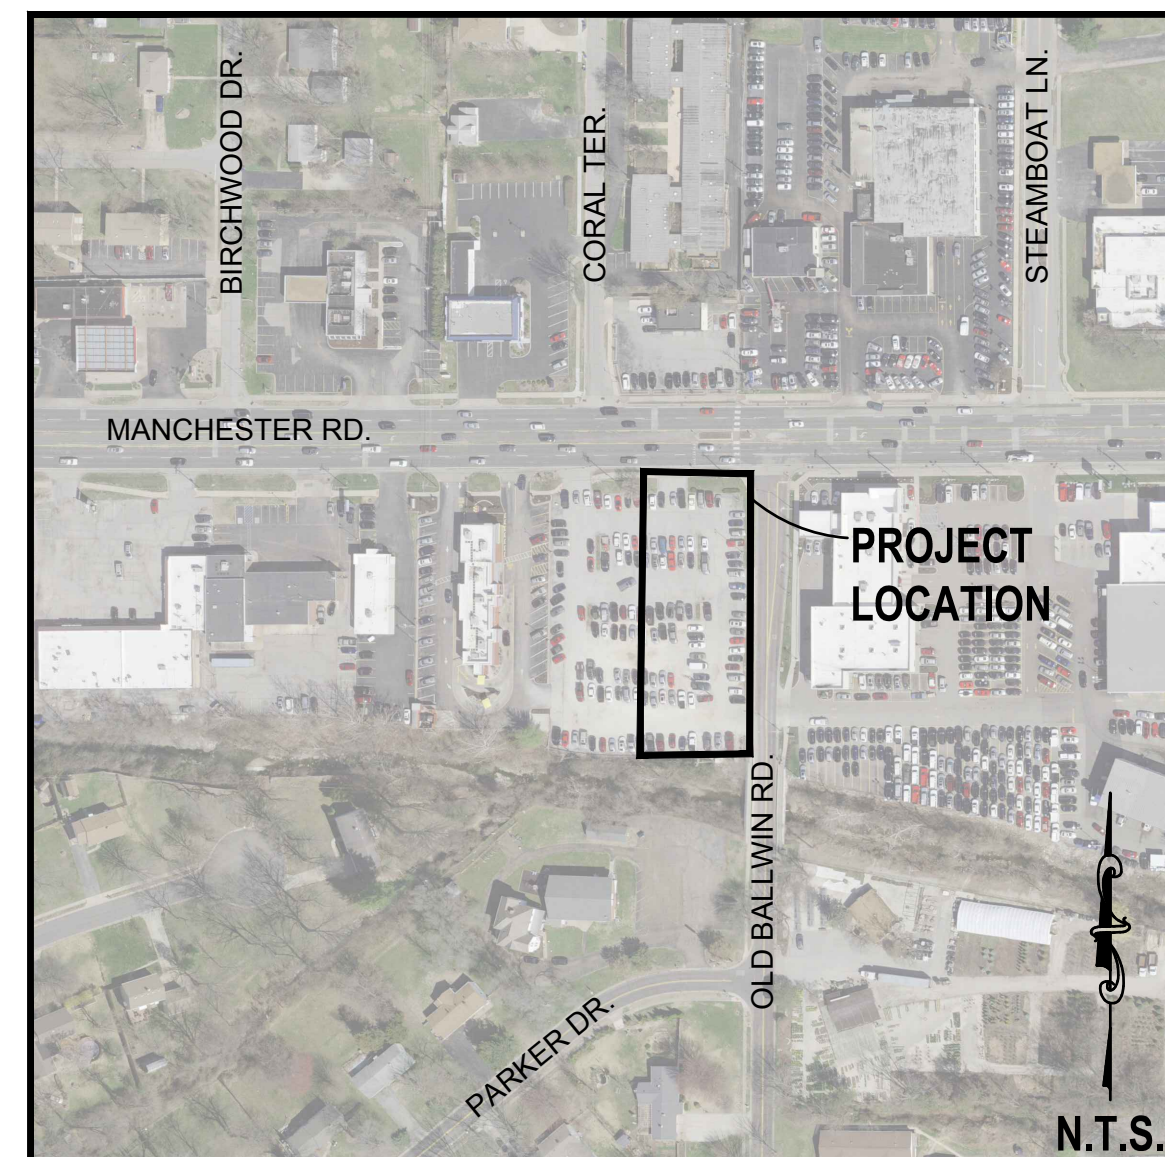 BIRCHWOOD DR.
CORAL TER.
STEAMBOAT LN.
MANCHESTER RD.
PROJECT
LOCATION
OLD BALLWIN RD.
PARKER DR.
N.T.S.